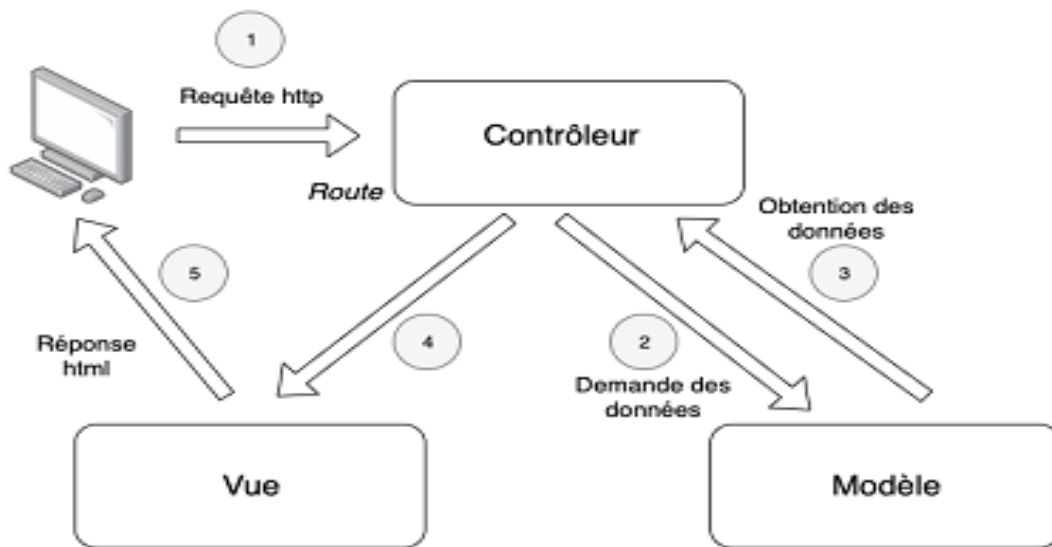 1
Requête http
Contrôleur
Route
Obtention des
données
3
5
4
2
Réponse
html
Demande des
données
Vue
Modèle